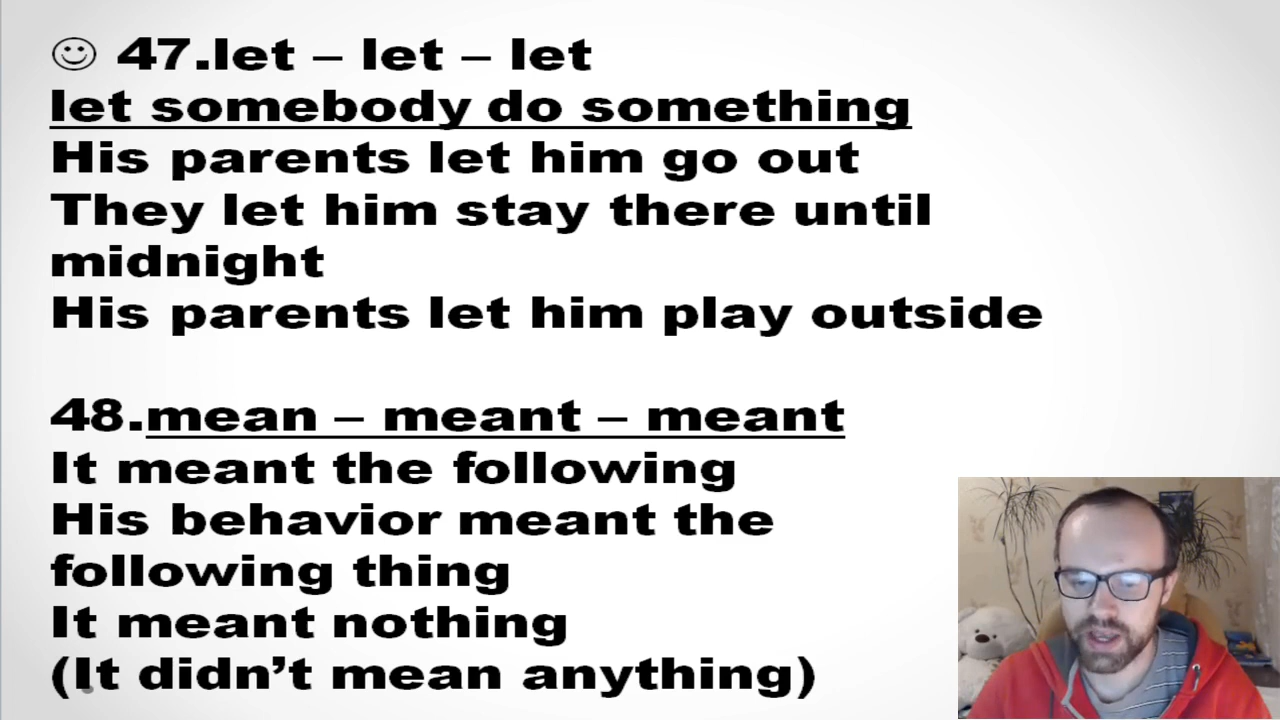 ☺ 47.let – let – let
let somebody do something
His parents let him go out
They let him stay there until
midnight
His parents let him play outside
48.mean – meant – meant
It meant the following
His behavior meant the
following thing
It meant nothing
(It didn’t mean anything)